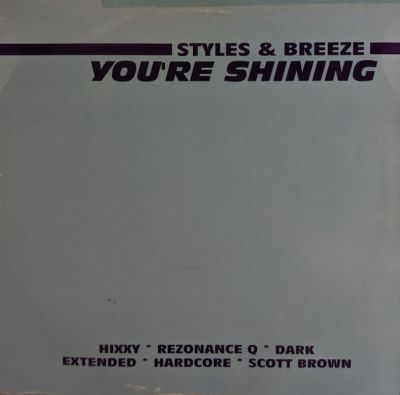 STYLES & BREEZE
YOU'RE SHINING
HIXXY * REZONANCE Q * DARK
EXTENDED * HARDCORE * SCOTT BROWN